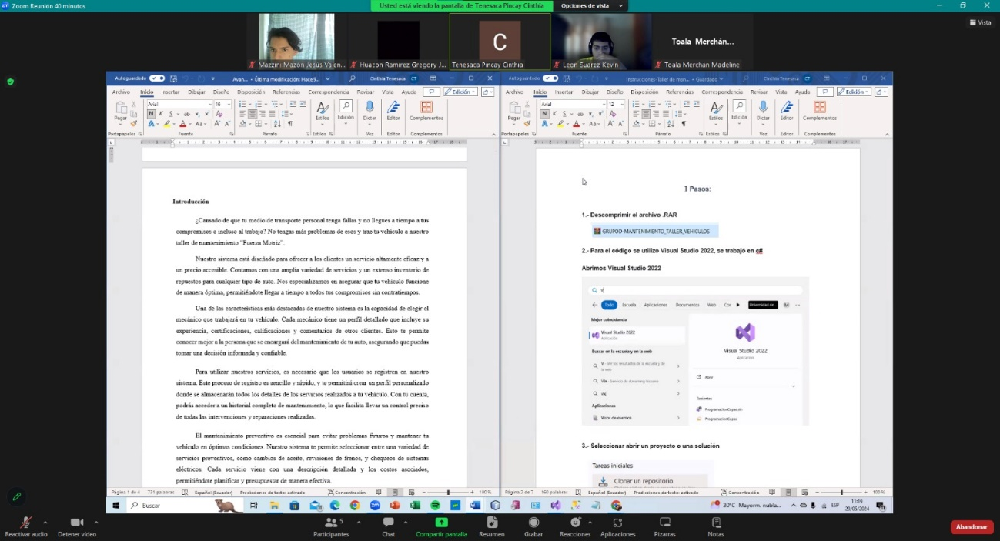 Zoom Reunión 40 minutos
Usted está viendo la pantalla de Tenesaca Pincay Cinthia
Opciones de vista
Vista
Toala Merchán...
C
Mazzini Mazón Jesús Valen...
Huacon Ramirez Gregory J...
Tenesaca Pincay Cinthia
Leon Suarez Kevin
Toala Merchán Madeline
Autoguardado
Avan... • Última modificación: Hace 9...
Cinthia Tenesaca
CT
Archivo Inicio Insertar Dibujar Diseño Disposición Referencias Correspondencia Revisar Vista Ayuda
Edición
Arial
16
Pegar
Estilos
Edición
Dictar
Editor
Complementos
Portapapeles
Fuente
Párrafo
Estilos
Voz
Editor
Complementos
Introducción
¿Cansado de que tu medio de transporte personal tenga fallas y no llegues a tiempo a tus
compromisos o incluso al trabajo? No tengas más problemas de esos y trae tu vehículo a nuestro
taller de mantenimiento "Fuerza Motriz".
Nuestro sistema está diseñado para ofrecer a los clientes un servicio altamente eficaz y a
un precio accesible. Contamos con una amplia variedad de servicios y un extenso inventario de
repuestos para cualquier tipo de auto. Nos especializamos en asegurar que tu vehículo funcione
de manera óptima, permitiéndote llegar a tiempo a todos tus compromisos sin contratiempos.
Una de las características más destacadas de nuestro sistema es la capacidad de elegir el
mecánico que trabajará en tu vehículo. Cada mecánico tiene un perfil detallado que incluye su
experiencia, certificaciones, calificaciones y comentarios de otros clientes. Esto te permite
conocer mejor a la persona que se encargará del mantenimiento de tu auto, asegurando que puedas
tomar una decisión informada y confiable.
Para utilizar nuestros servicios, es necesario que los usuarios se registren en nuestro
sistema. Este proceso de registro es sencillo y rápido, y te permitirá crear un perfil personalizado
donde se almacenarán todos los detalles de los servicios realizados a tu vehículo. Con tu cuenta,
podrás acceder a un historial completo de mantenimiento, lo que facilita llevar un control preciso
de todas las intervenciones y reparaciones realizadas.
El mantenimiento preventivo es esencial para evitar problemas futuros y mantener tu
vehículo en óptimas condiciones. Nuestro sistema te permite seleccionar entre una variedad de
servicios preventivos, como cambios de aceite, revisiones de frenos, y chequeos de sistemas
eléctricos. Cada servicio viene con una descripción detallada y los costos asociados,
permitiéndote planificar y presupuestar de manera efectiva.
Página 1 de 4 731 palabras Español (Ecuador) Predicciones de texto: activado Concentración 100 %
Autoguardado
Instrucciones- Taller de man... • Guardado
Cinthia Tenesaca
CT
Archivo Inicio Insertar Dibujar Diseño Disposición Referencias Correspondencia Revisar Vista Ayuda
Edición
Arial
12
Pegar
Estilos
Edición
Dictar
Editor
Complementos
Portapapeles
Fuente
Párrafo
Estilos
Voz
Editor
Complementos
Pasos:
1.- Descomprimir el archivo .RAR
GRUPOD-MANTENIMIENTO_TALLER_VEHICULOS
2.- Para el código se utilizo Visual Studio 2022, se trabajó en c#
Abrimos Visual Studio 2022
Todo Escuela Aplicaciones Documentos Web Universidad de... M
Mejor coincidencia
Visual Studio 2022
Aplicación
Buscar en la escuela y en la web
V - Ver los resultados de la escuela y de
la web
Vix - Servicio de streaming hispano
vlc
Aplicaciones
Visor de eventos
Visual Studio 2022
Aplicación
Abrir
Recientes
ProgramacionCapas.sln
ProgramacionCapas
3.- Seleccionar abrir un proyecto o una solución
Tareas iniciales
Clonar un repositorio
Página 2 de 7 160 palabras Español (Ecuador) Predicciones de texto: activado Concentración 100 %
Buscar
30°C Mayorm. nubla...
ESP
11:19
29/05/2024
Reactivar audio
Detener video
Participantes
5
Chat
Compartir pantalla
Resumen
Grabar
Reacciones
Aplicaciones
Pizarras
Notas
Abandonar